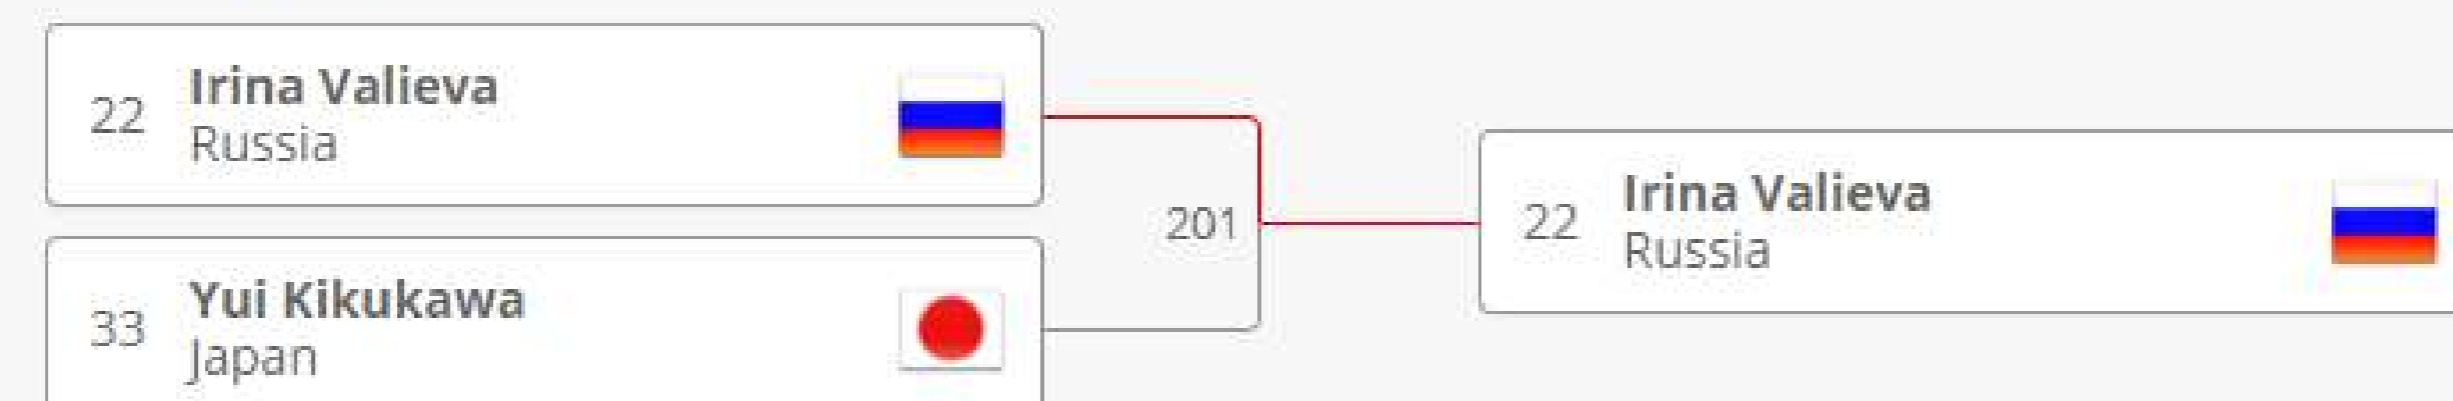 22
Irina Valieva
Russia
33
Yui Kikukawa
Japan
201
22
Irina Valieva
Russia